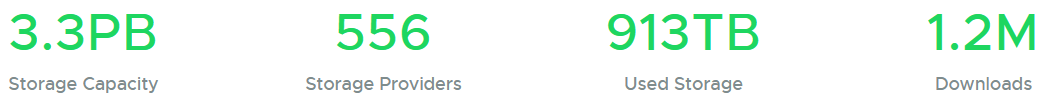 3.3PB 556 913TB 1.2M
Storage Capacity Storage Providers Used Storage Downloads